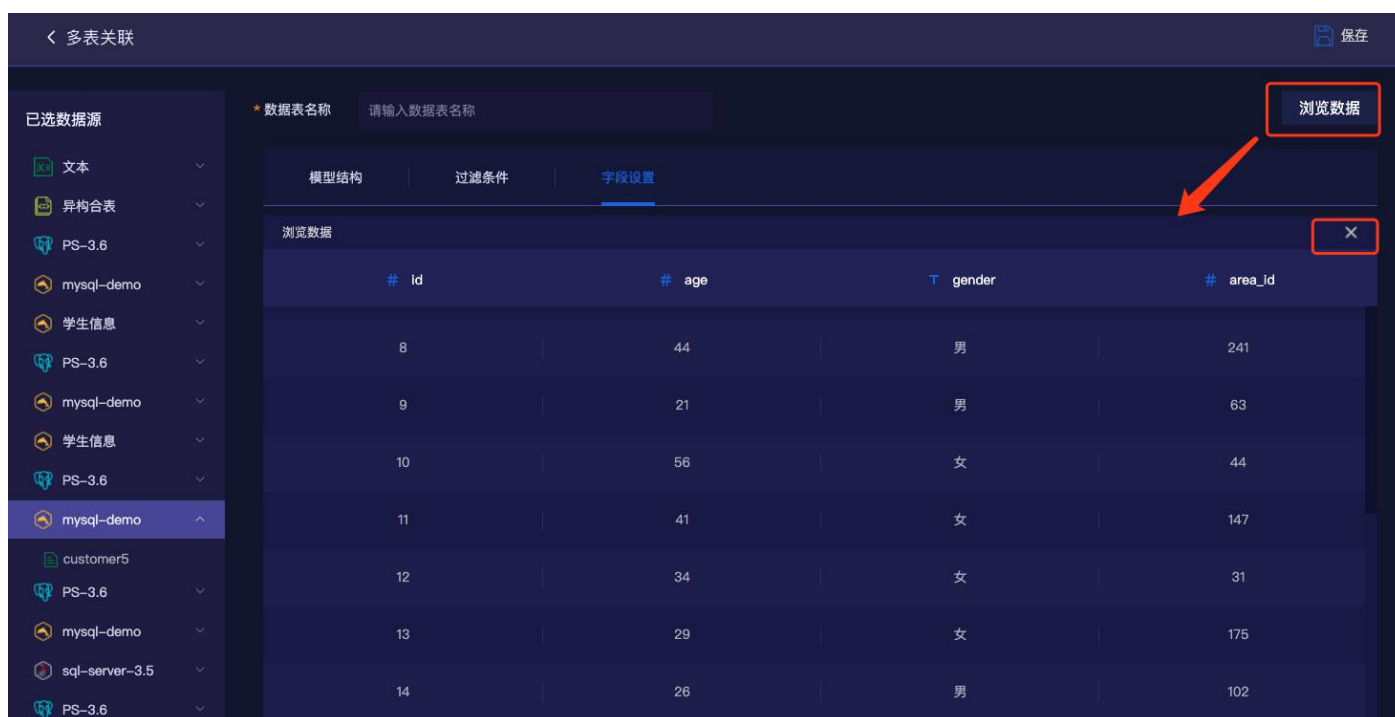 多表关联
保存
已选数据源
文本
异构合表
PS-3.6
mysql-demo
学生信息
PS-3.6
mysql-demo
学生信息
PS-3.6
mysql-demo
customer5
PS-3.6
mysql-demo
sql-server-3.5
PS-3.6
* 数据表名称 请输入数据表名称
浏览数据
模型结构 过滤条件 字段设置
浏览数据
# id # age T gender # area_id
8 44 男 241
9 21 男 63
10 56 女 44
11 41 女 147
12 34 女 31
13 29 女 175
14 26 男 102